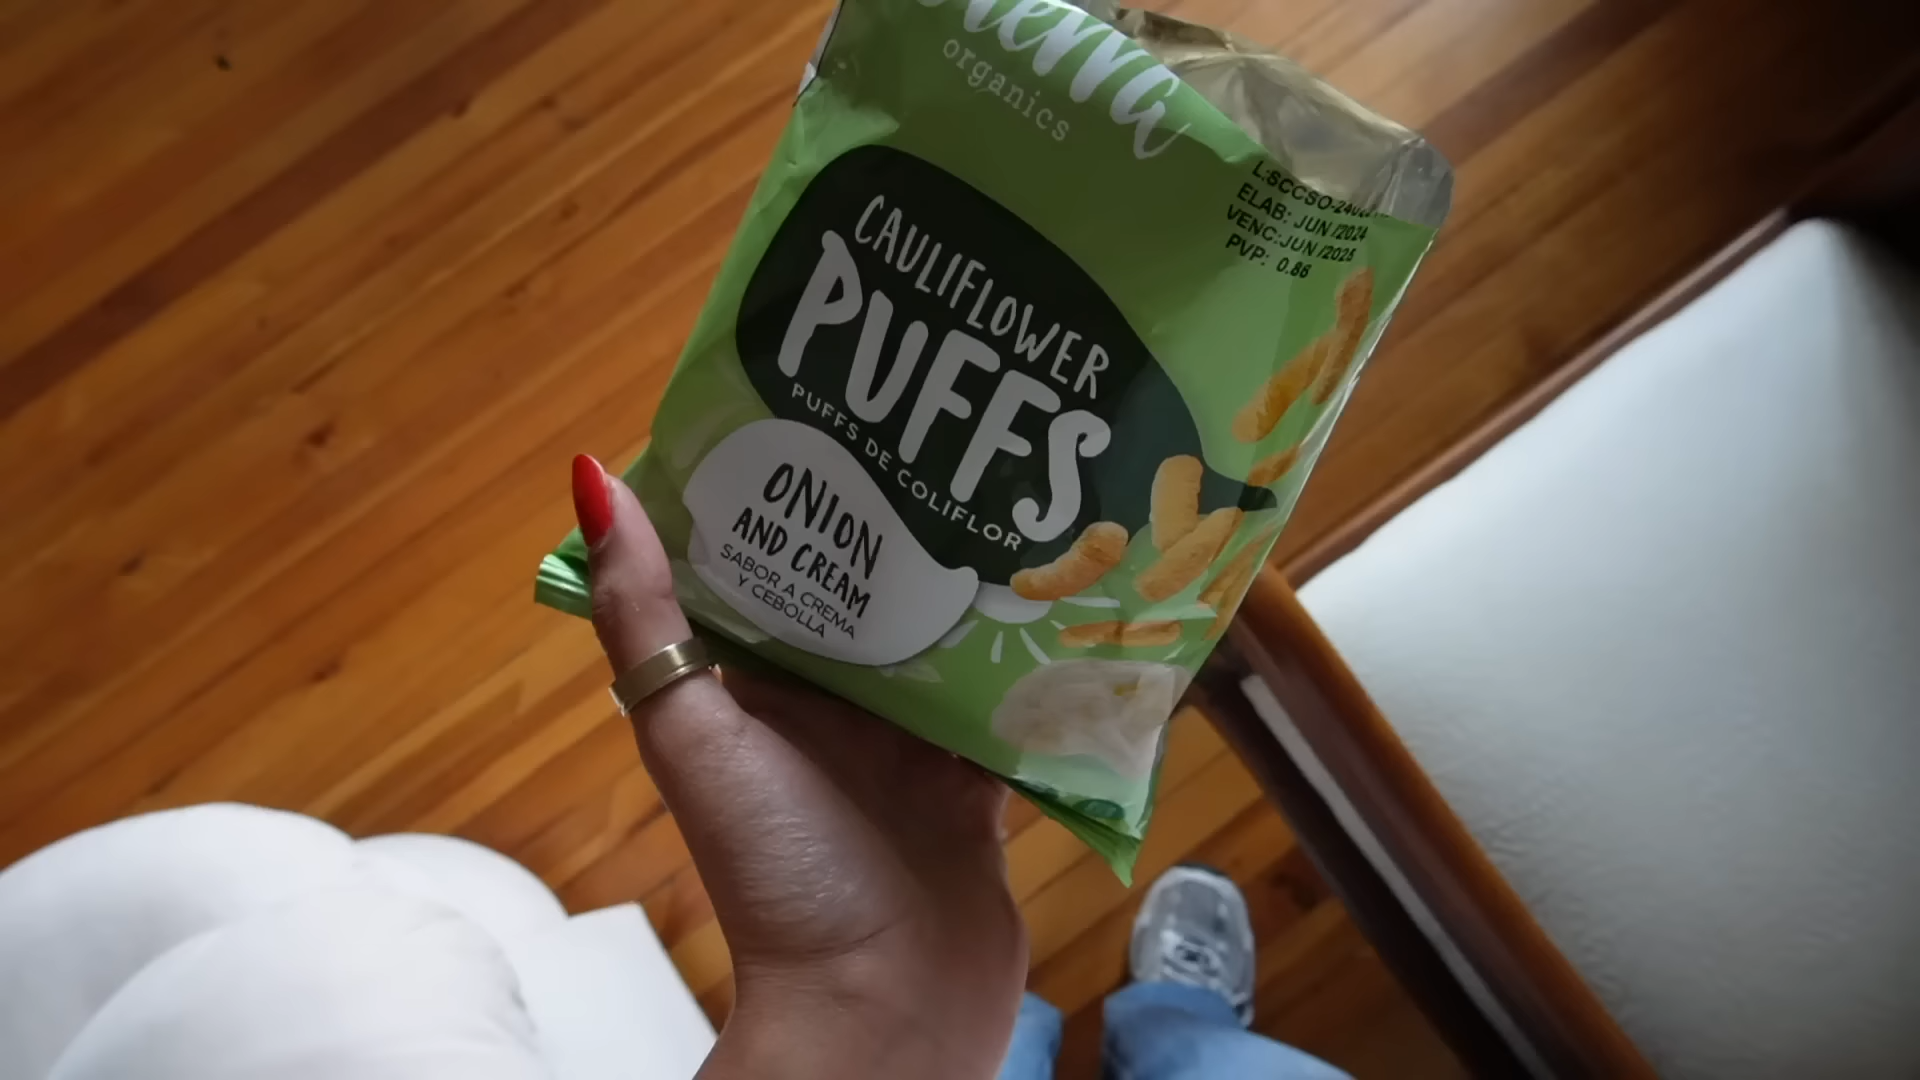 organics
ELAB: JUN /2024
VENC:JUN /2025
PVP: 0.86
CAULIFLOWER
PUFFS
PUFFS DE COLIFLOR
ONION
AND CREAM
SABOR A CREMA
Y CEBOLLA